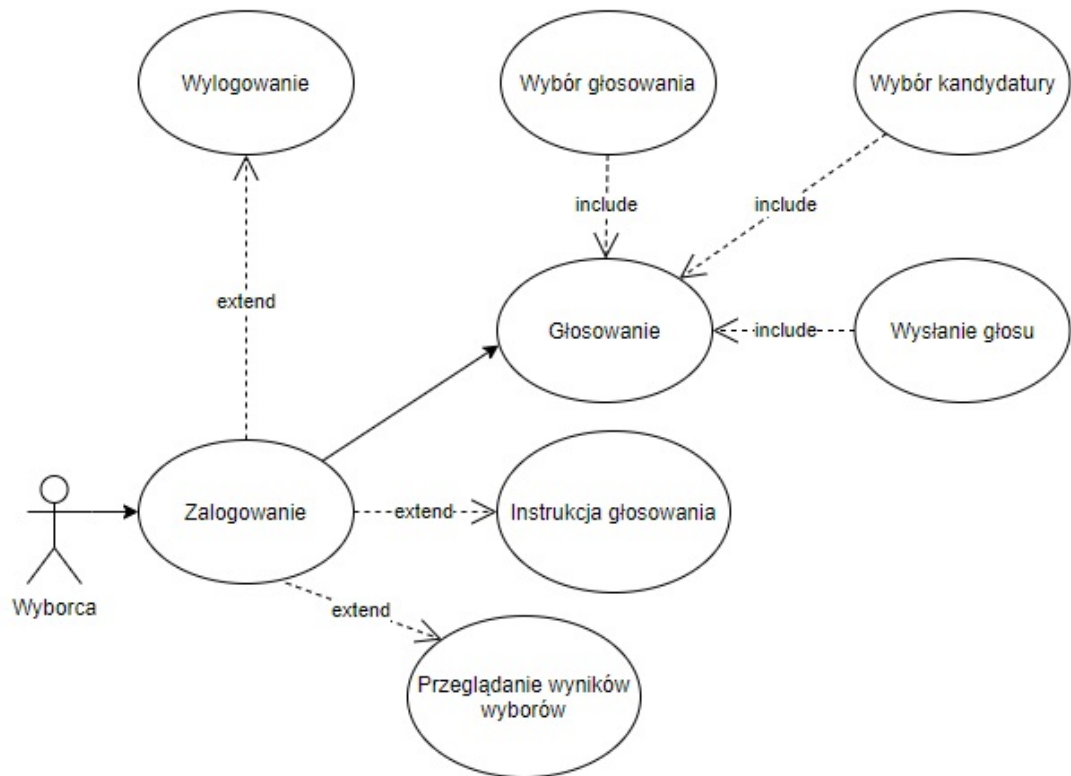 Wylogowanie
Wybór głosowania
Wybór kandydatury
include
include
extend
Głosowanie
include
Wysłanie głosu
Zalogowanie
extend
Instrukcja głosowania
Wyborca
extend
Przeglądanie wyników
wyborów